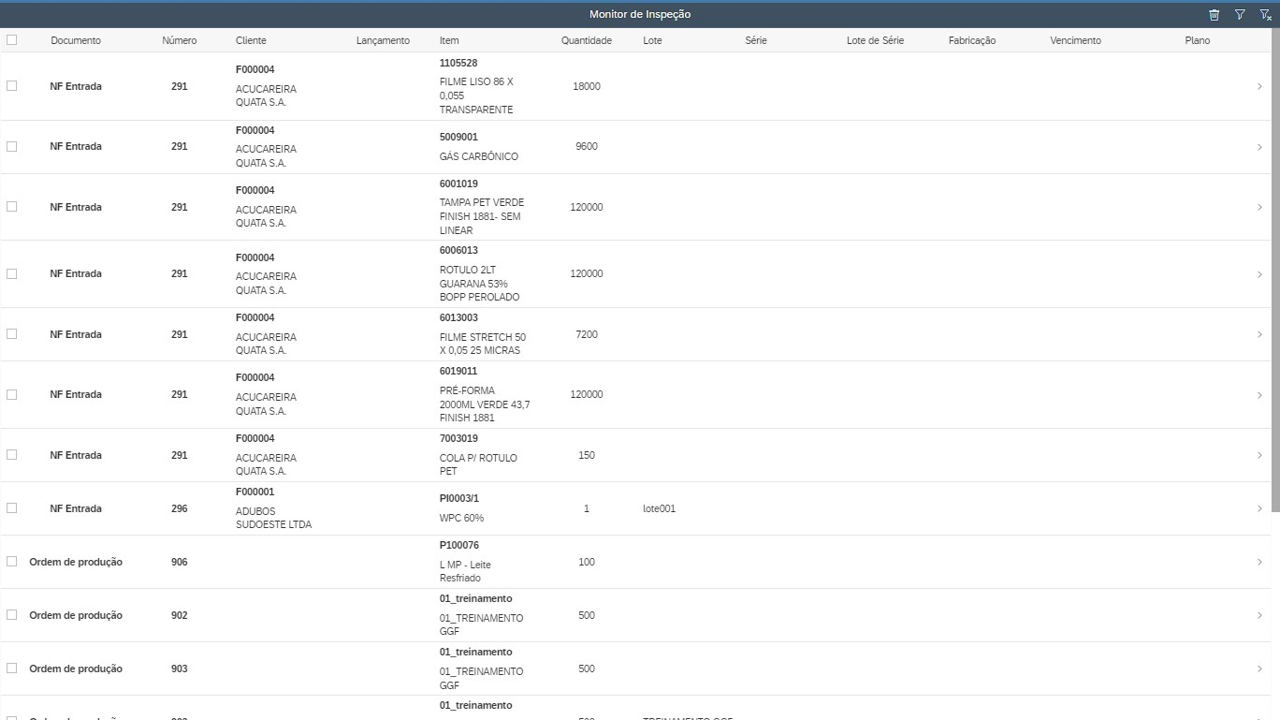 Monitor de Inspeção
Documento Número Cliente Lançamento Item Quantidade Lote Série Lote de Série Fabricação Vencimento Plano
NF Entrada 291 F000004 1105528 18000
ACUCAREIRA FILME LISO 86 X
QUATA S.A. 0,055
TRANSPARENTE
NF Entrada 291 F000004 5009001 9600
ACUCAREIRA GÁS CARBÔNICO
QUATA S.A.
NF Entrada 291 F000004 6001019 120000
ACUCAREIRA TAMPA PET VERDE
QUATA S.A. FINISH 1881- SEM
LINEAR
NF Entrada 291 F000004 6006013 120000
ACUCAREIRA ROTULO 2LT
QUATA S.A. GUARANA 53%
BOPP PEROLADO
NF Entrada 291 F000004 6013003 7200
ACUCAREIRA FILME STRETCH 50
QUATA S.A. X 0,05 25 MICRAS
NF Entrada 291 F000004 6019011 120000
ACUCAREIRA PRÉ-FORMA
QUATA S.A. 2000ML VERDE 43,7
FINISH 1881
NF Entrada 291 F000004 7003019 150
ACUCAREIRA COLA P/ ROTULO
QUATA S.A. PET
NF Entrada 296 F000001 PI0003/1 1 lote001
ADUBOS WPC 60%
SUDOESTE LTDA
Ordem de produção 906 P100076 100
L MP - Leite
Resfriado
Ordem de produção 902 01_treinamento 500
01_TREINAMENTO
GGF
Ordem de produção 903 01_treinamento 500
01_TREINAMENTO
GGF
01_treinamento